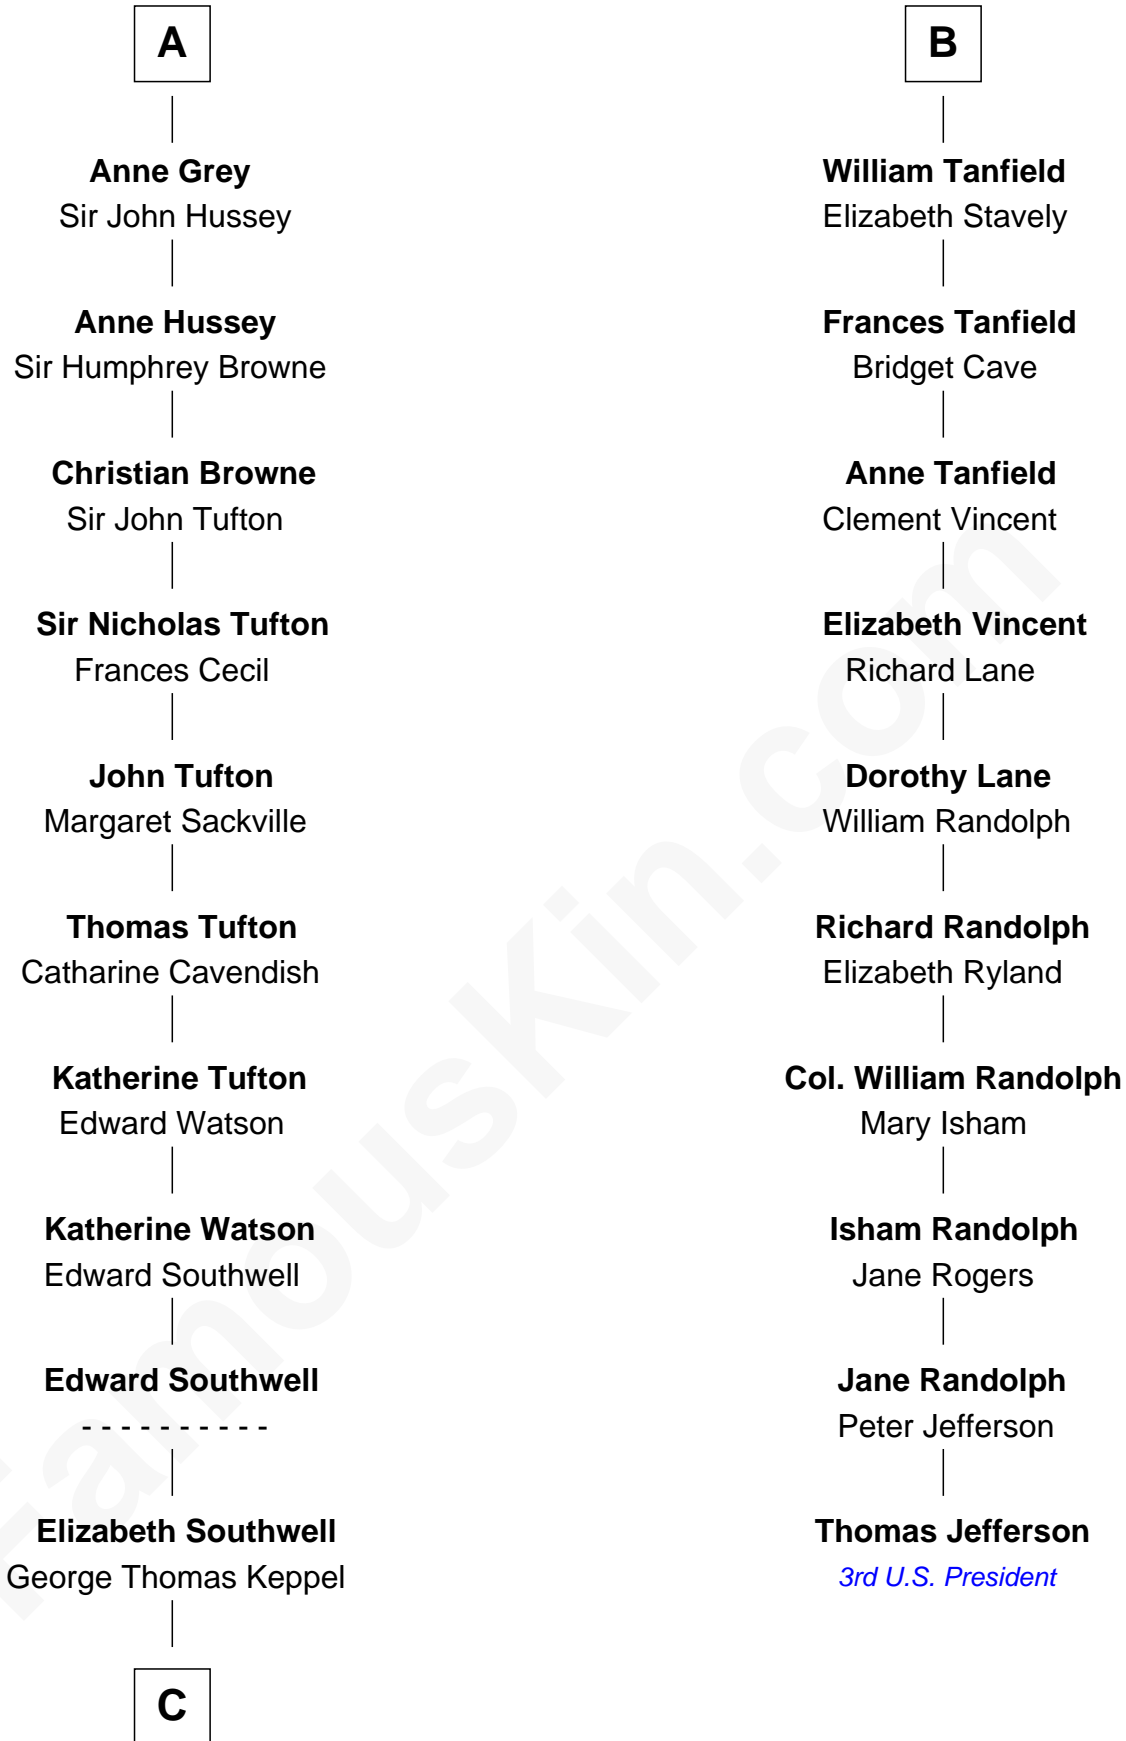 A
Anne Grey
Sir John Hussey
Anne Hussey
Sir Humphrey Browne
Christian Browne
Sir John Tufton
Sir Nicholas Tufton
Frances Cecil
John Tufton
Margaret Sackville
Thomas Tufton
Catharine Cavendish
Katherine Tufton
Edward Watson
Katherine Watson
Edward Southwell
Edward Southwell
- - - - - - - - - -
Elizabeth Southwell
George Thomas Keppel
C
B
William Tanfield
Elizabeth Stavely
Frances Tanfield
Bridget Cave
Anne Tanfield
Clement Vincent
Elizabeth Vincent
Richard Lane
Dorothy Lane
William Randolph
Richard Randolph
Elizabeth Ryland
Col. William Randolph
Mary Isham
Isham Randolph
Jane Rogers
Jane Randolph
Peter Jefferson
Thomas Jefferson
3rd U.S. President
FamousKin.com